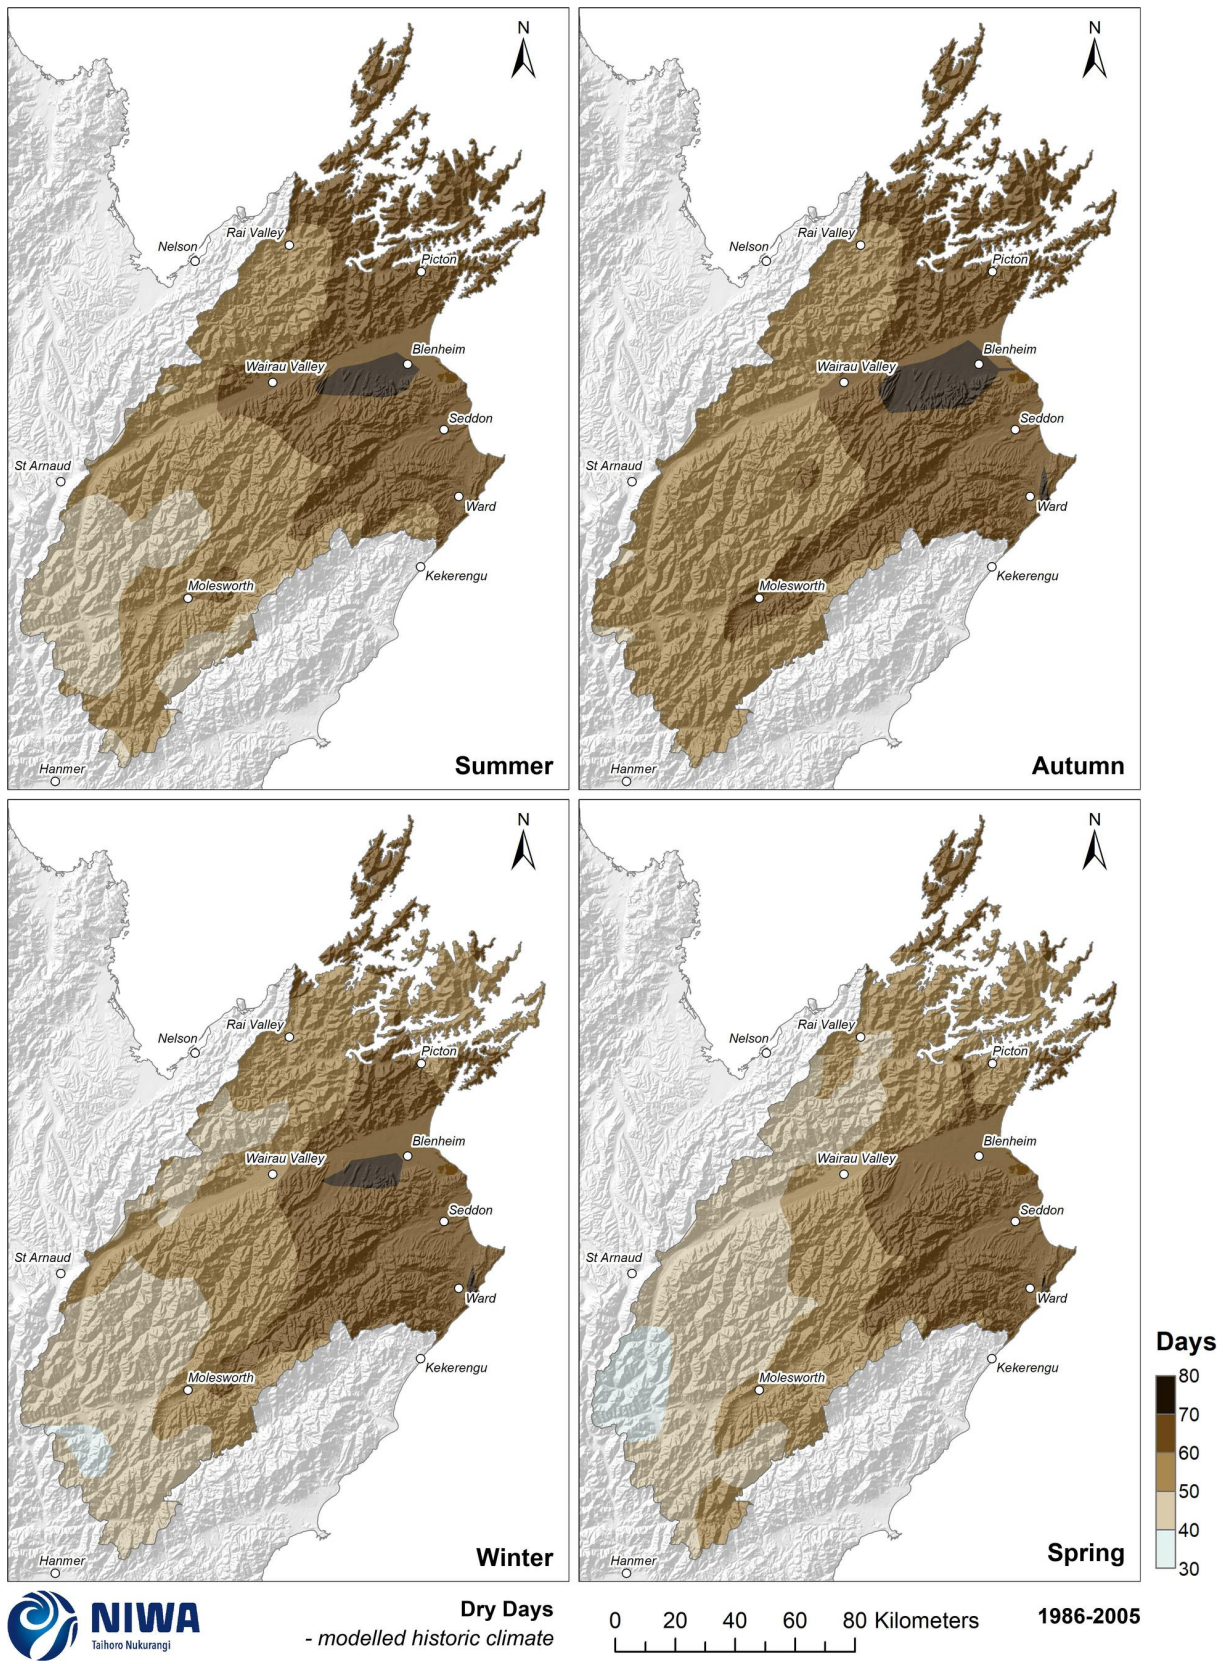 N
Nelson
Rai Valley
Picton
Blenheim
Wairau Valley
Seddon
St Arnaud
Ward
Molesworth
Kekerengu
Hanmer
Summer
N
Nelson
Rai Valley
Picton
Blenheim
Wairau Valley
Seddon
St Arnaud
Ward
Molesworth
Kekerengu
Hanmer
Autumn
N
Nelson
Rai Valley
Picton
Blenheim
Wairau Valley
Seddon
St Arnaud
Ward
Molesworth
Kekerengu
Hanmer
Winter
N
Nelson
Rai Valley
Picton
Blenheim
Wairau Valley
Seddon
St Arnaud
Ward
Molesworth
Kekerengu
Hanmer
Spring
Days
80
70
60
50
40
30
NIWA
Taihoro Nukurangi
Dry Days
- modelled historic climate
0 20 40 60 80 Kilometers
1986-2005